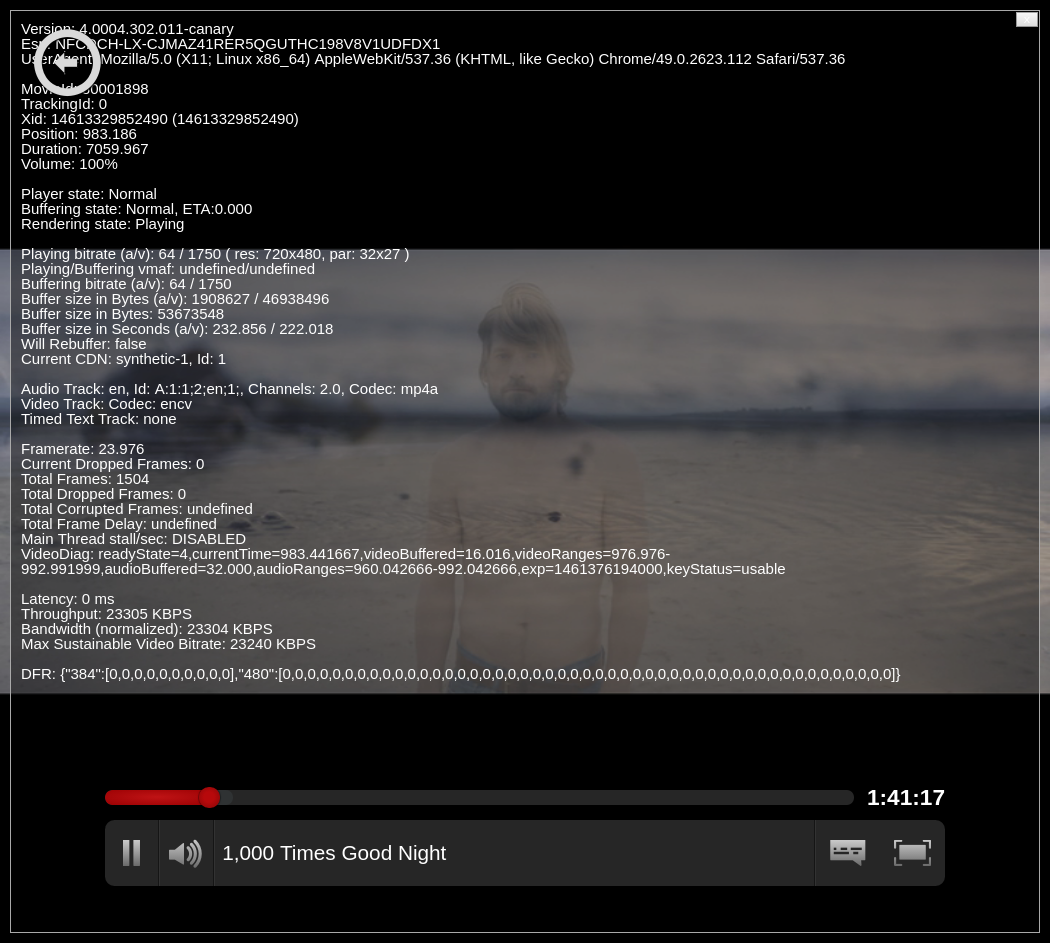 Version: 4.0004.302.011-canary
Esn: NFCDCH-LX-CJMAZ41RER5QGUTHC198V8V1UDFDX1
UserAgent: Mozilla/5.0 (X11; Linux x86_64) AppleWebKit/537.36 (KHTML, like Gecko) Chrome/49.0.2623.112 Safari/537.36
MovieId: 80001898
TrackingId: 0
Xid: 14613329852490 (14613329852490)
Position: 983.186
Duration: 7059.967
Volume: 100%
Player state: Normal
Buffering state: Normal, ETA:0.000
Rendering state: Playing
Playing bitrate (a/v): 64 / 1750 ( res: 720x480, par: 32x27 )
Playing/Buffering vmaf: undefined/undefined
Buffering bitrate (a/v): 64 / 1750
Buffer size in Bytes (a/v): 1908627 / 46938496
Buffer size in Bytes: 53673548
Buffer size in Seconds (a/v): 232.856 / 222.018
Will Rebuffer: false
Current CDN: synthetic-1, Id: 1
Audio Track: en, Id: A:1:1;2;en;1;, Channels: 2.0, Codec: mp4a
Video Track: Codec: encv
Timed Text Track: none
Framerate: 23.976
Current Dropped Frames: 0
Total Frames: 1504
Total Dropped Frames: 0
Total Corrupted Frames: undefined
Total Frame Delay: undefined
Main Thread stall/sec: DISABLED
VideoDiag: readyState=4,currentTime=983.441667,videoBuffered=16.016,videoRanges=976.976-
992.991999,audioBuffered=32.000,audioRanges=960.042666-992.042666,exp=1461376194000,keyStatus=usable
Latency: 0 ms
Throughput: 23305 KBPS
Bandwidth (normalized): 23304 KBPS
Max Sustainable Video Bitrate: 23240 KBPS
DFR: {"384":[0,0,0,0,0,0,0,0,0,0],"480":[0,0,0,0,0,0,0,0,0,0,0,0,0,0,0,0,0,0,0,0,0,0,0,0,0,0,0,0,0,0,0,0,0,0,0,0,0,0,0,0,0,0,0,0,0,0,0,0,0]}
1:41:17
1,000 Times Good Night